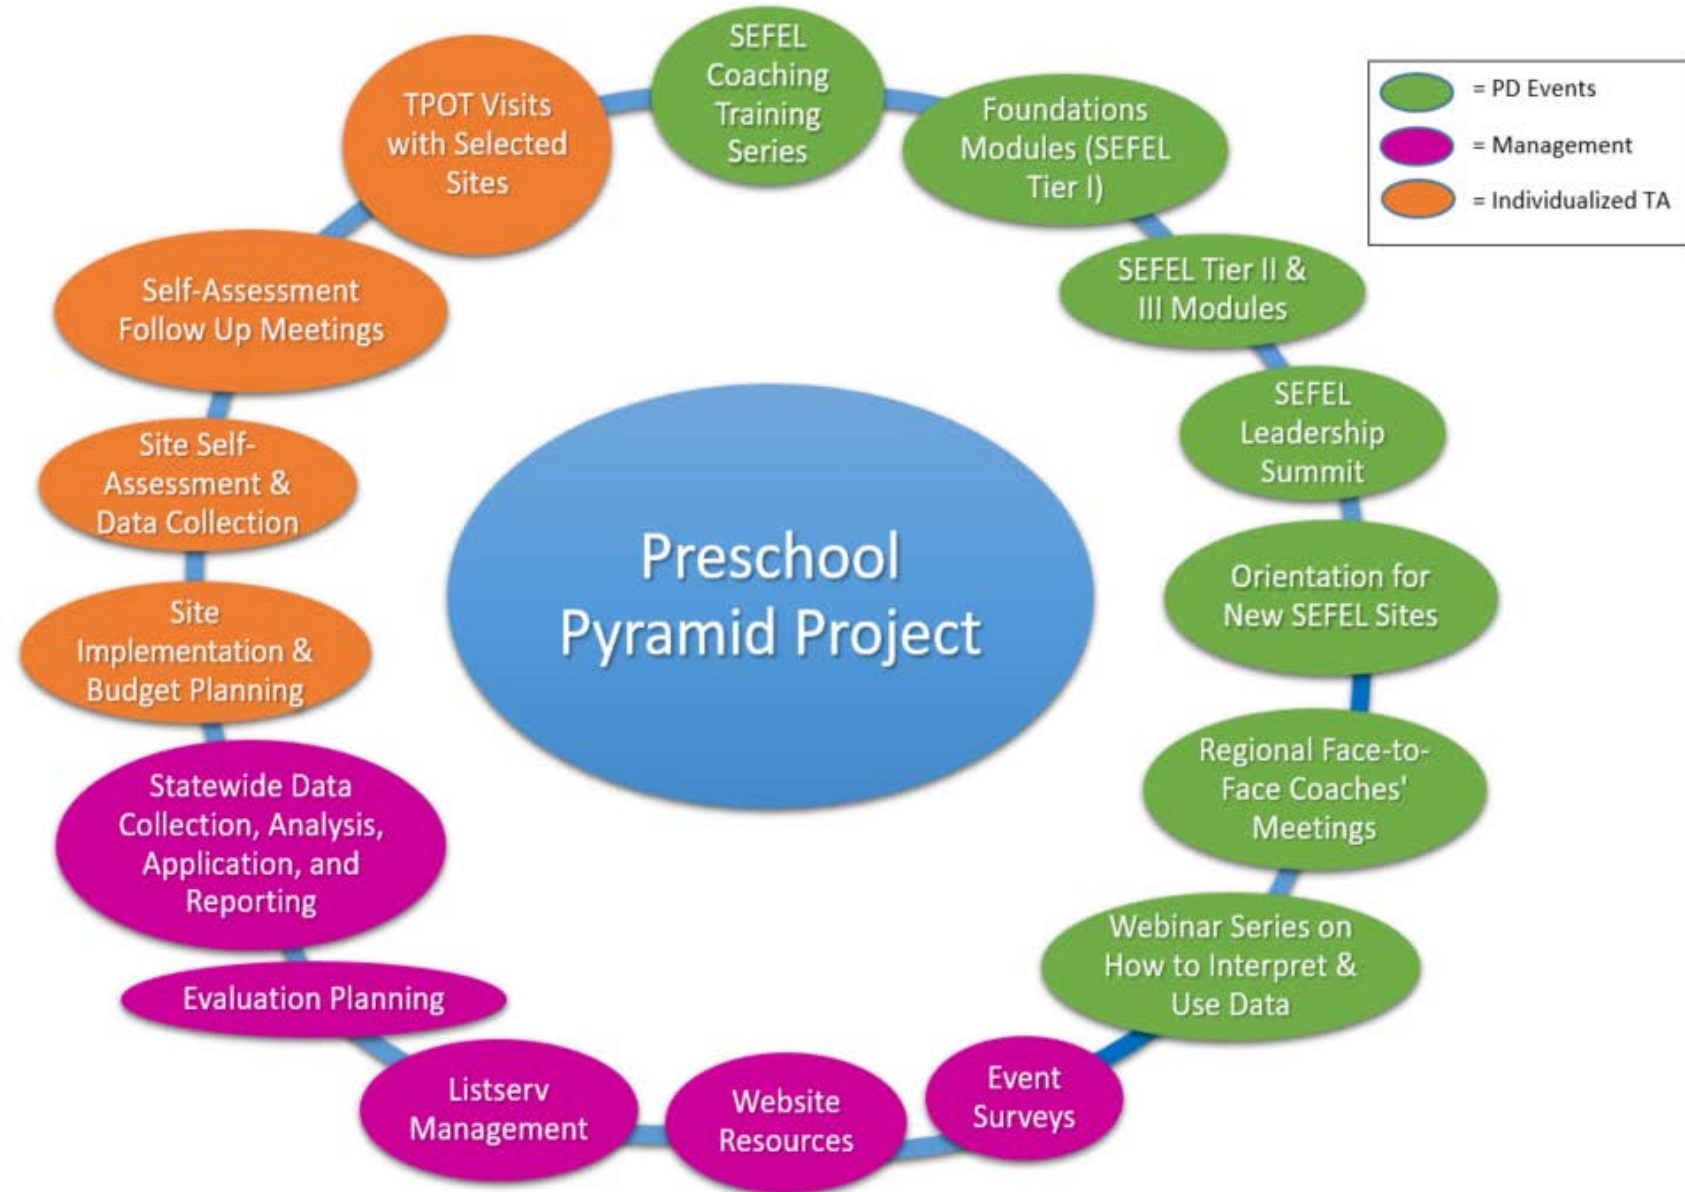 SEFEL
Coaching
Training
Series
Foundations
Modules (SEFEL
Tier I)
SEFEL Tier II &
III Modules
SEFEL
Leadership
Summit
Orientation for
New SEFEL Sites
Regional Face-to-
Face Coaches'
Meetings
Webinar Series on
How to Interpret &
Use Data
Event
Surveys
Website
Resources
Listserv
Management
Evaluation Planning
Statewide Data
Collection, Analysis,
Application, and
Reporting
Site
Implementation &
Budget Planning
Site Self-
Assessment &
Data Collection
Self-Assessment
Follow Up Meetings
TPOT Visits
with Selected
Sites
Preschool
Pyramid Project
= PD Events
= Management
= Individualized TA